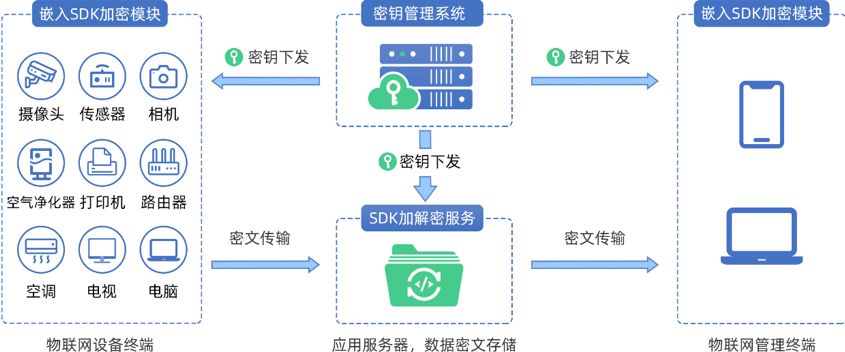 嵌入SDK加密模块
密钥管理系统
嵌入SDK加密模块
密钥下发
密钥下发
摄像头
传感器
相机
密钥下发
空气净化器
打印机
路由器
SDK加解密服务
密文传输
密文传输
空调
电视
电脑
物联网设备终端
应用服务器，数据密文存储
物联网管理终端